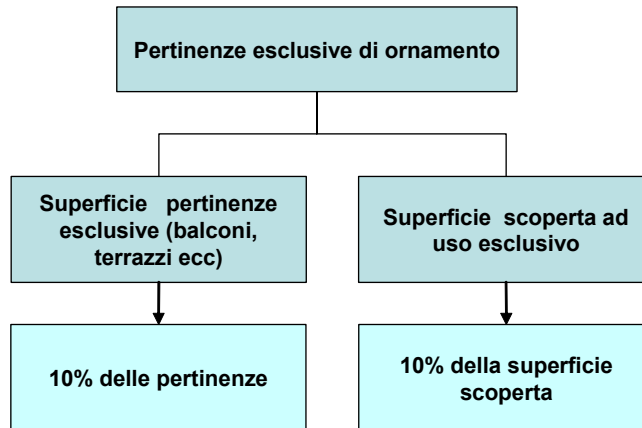 Pertinenze esclusive di ornamento
Superficie pertinenze
esclusive (balconi,
terrazzi ecc)
Superficie scoperta ad
uso esclusivo
10% delle pertinenze
10% della superficie
scoperta